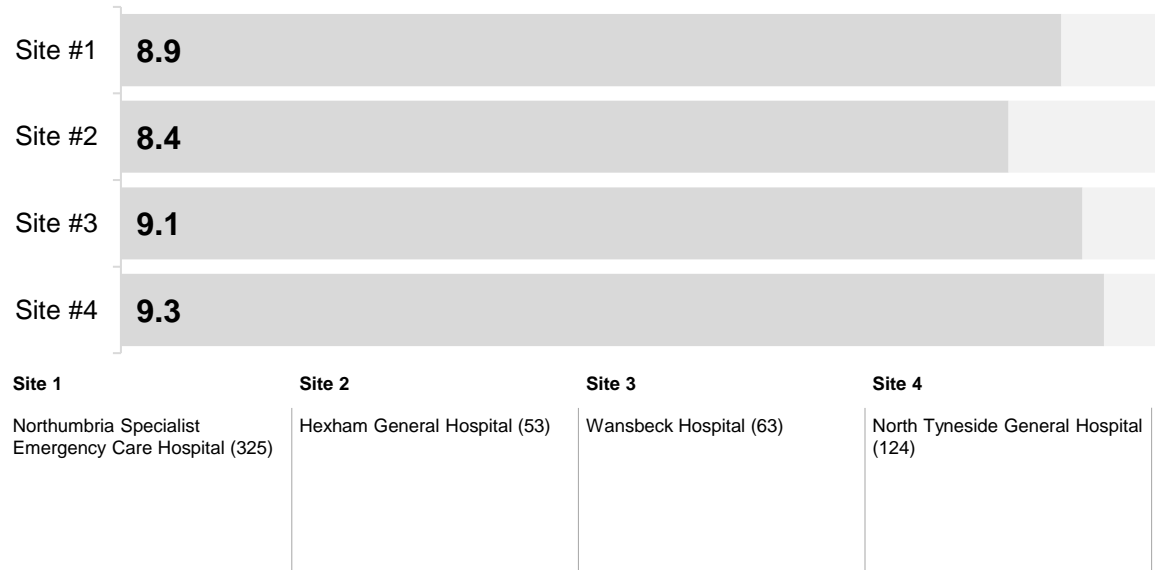 Site #1 8.9
Site #2 8.4
Site #3 9.1
Site #4 9.3
Site 1 Site 2 Site 3 Site 4
Northumbria Specialist
Emergency Care Hospital (325)
Hexham General Hospital (53)
Wansbeck Hospital (63)
North Tyneside General Hospital
(124)